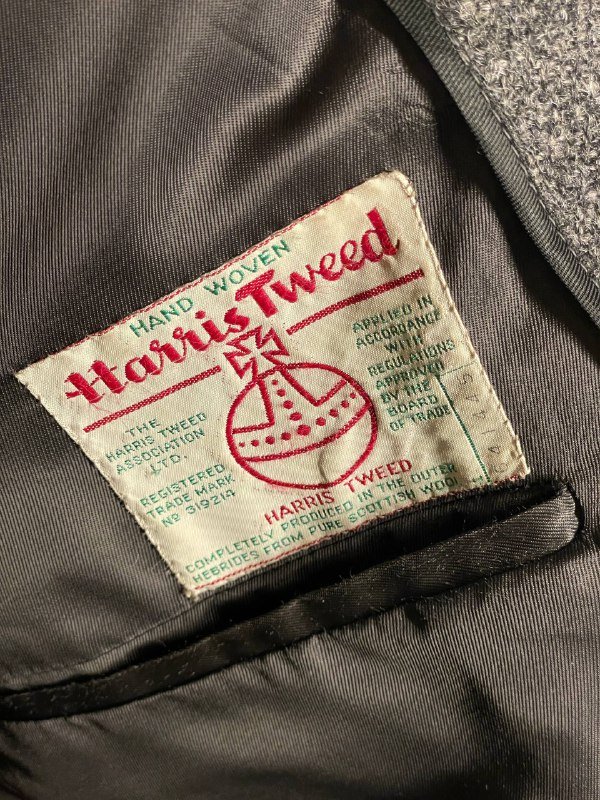 HAND WOVEN
Harris Tweed
THE
HARRIS TWEED
ASSOCIATION
LTD.
REGISTERED
TRADE MARK
No 319214
APPLIED IN
ACCORDANCE
WITH
REGULATIONS
APPROVED
BY THE
BOARD
OF TRADE
HARRIS TWEED
COMPLETELY PRODUCED IN THE OUTER
HEBRIDES FROM PURE SCOTTISH WOOL